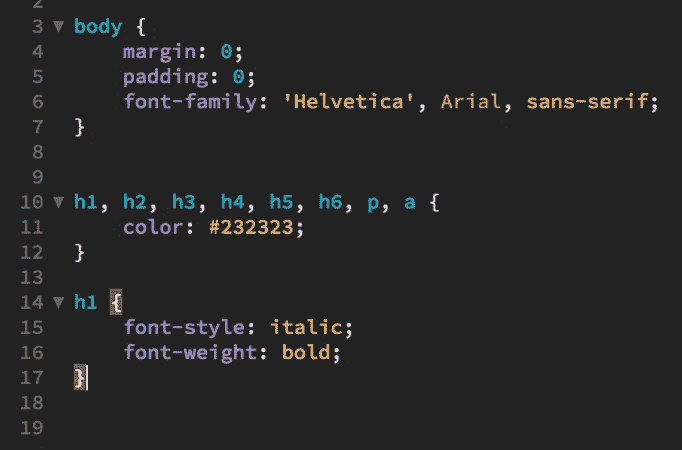 2
3 ▼ body {
4     margin: 0;
5     padding: 0;
6     font-family: 'Helvetica', Arial, sans-serif;
7 }
8
9
10 ▼ h1, h2, h3, h4, h5, h6, p, a {
11     color: #232323;
12 }
13
14 ▼ h1 {
15     font-style: italic;
16     font-weight: bold;
17 }
18
19